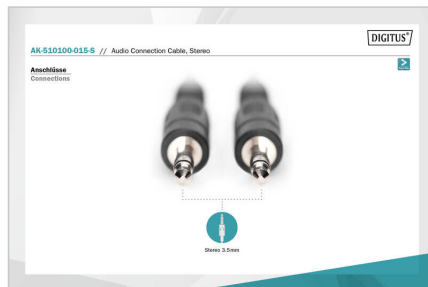 DIGITUS®
AK-510100-015-S // Audio Connection Cable, Stereo
Anschlüsse
Connections
Stereo 3.5mm